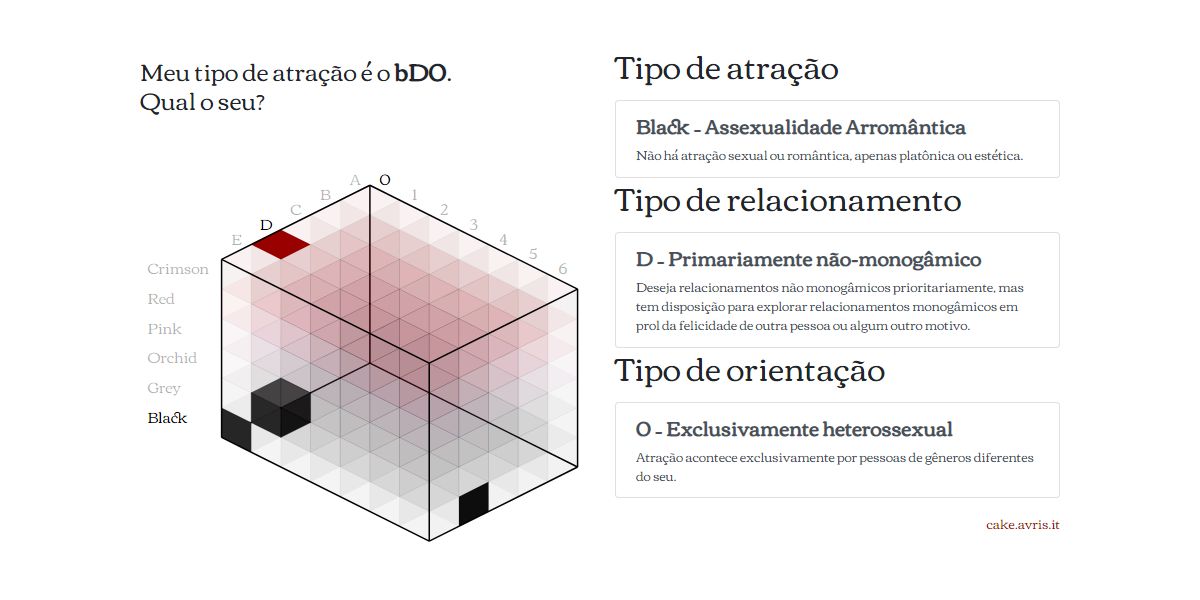 Meu tipo de atração é o bDO.
Qual o seu?
A
O
B
1
C
2
D
3
E
4
5
6
Crimson
Red
Pink
Orchid
Grey
Black
Tipo de atração
Black - Assexualidade Arromântica
Não há atração sexual ou romântica, apenas platônica ou estética.
Tipo de relacionamento
D - Primariamente não-monogâmico
Deseja relacionamentos não monogâmicos prioritariamente, mas
tem disposição para explorar relacionamentos monogâmicos em
prol da felicidade de outra pessoa ou algum outro motivo.
Tipo de orientação
O - Exclusivamente heterossexual
Atração acontece exclusivamente por pessoas de gêneros diferentes
do seu.
cake.avris.it